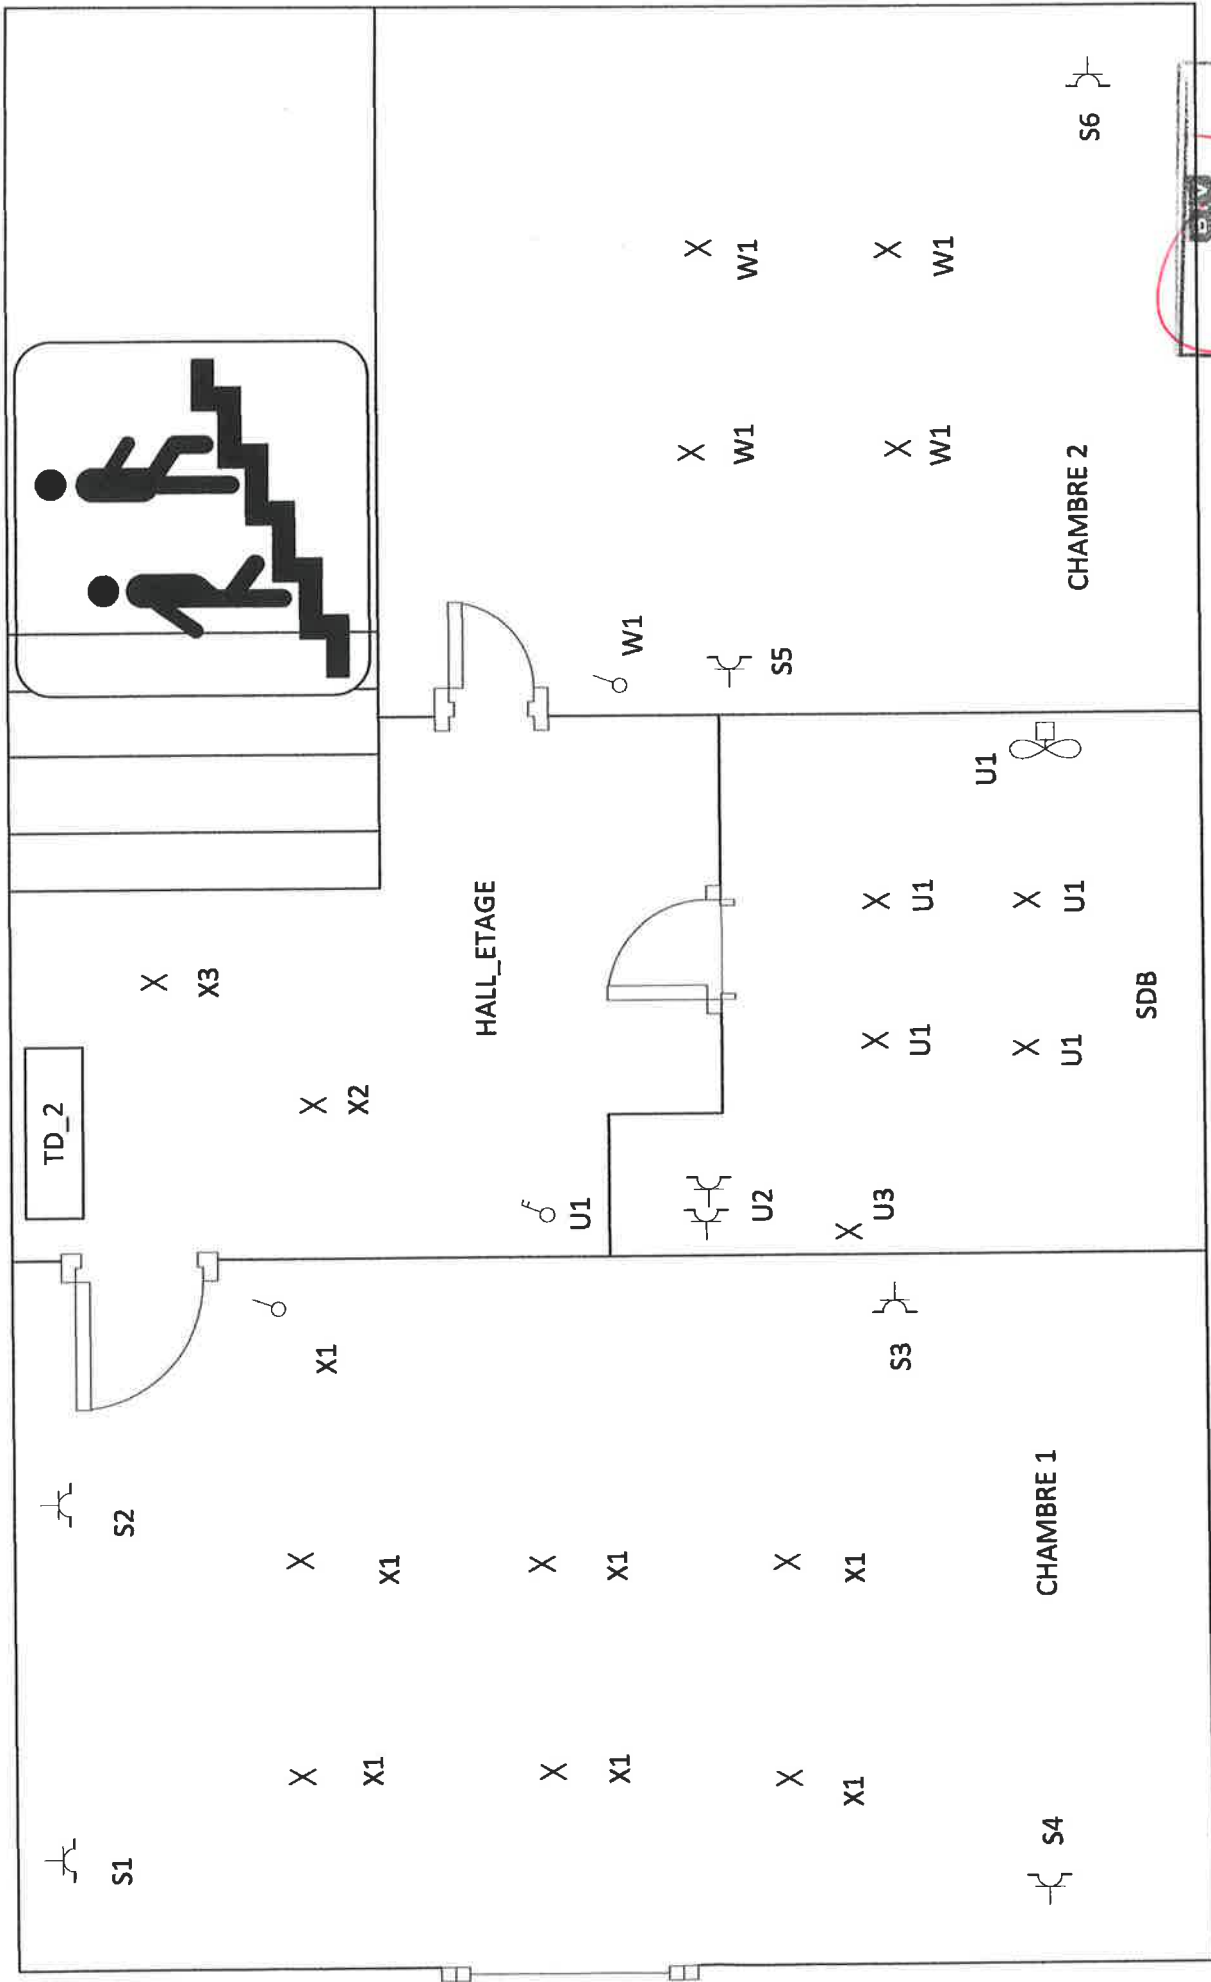 TD_2
S1
S2
X3
X1
X2
X1
X1
HALL_ETAGE
U1
X1
X1
W1
U2
W1
W1
S5
X1
X1
U3
S3
U1
U1
W1
W1
U1
S4
CHAMBRE 1
U1
U1
CHAMBRE 2
S6
SDB